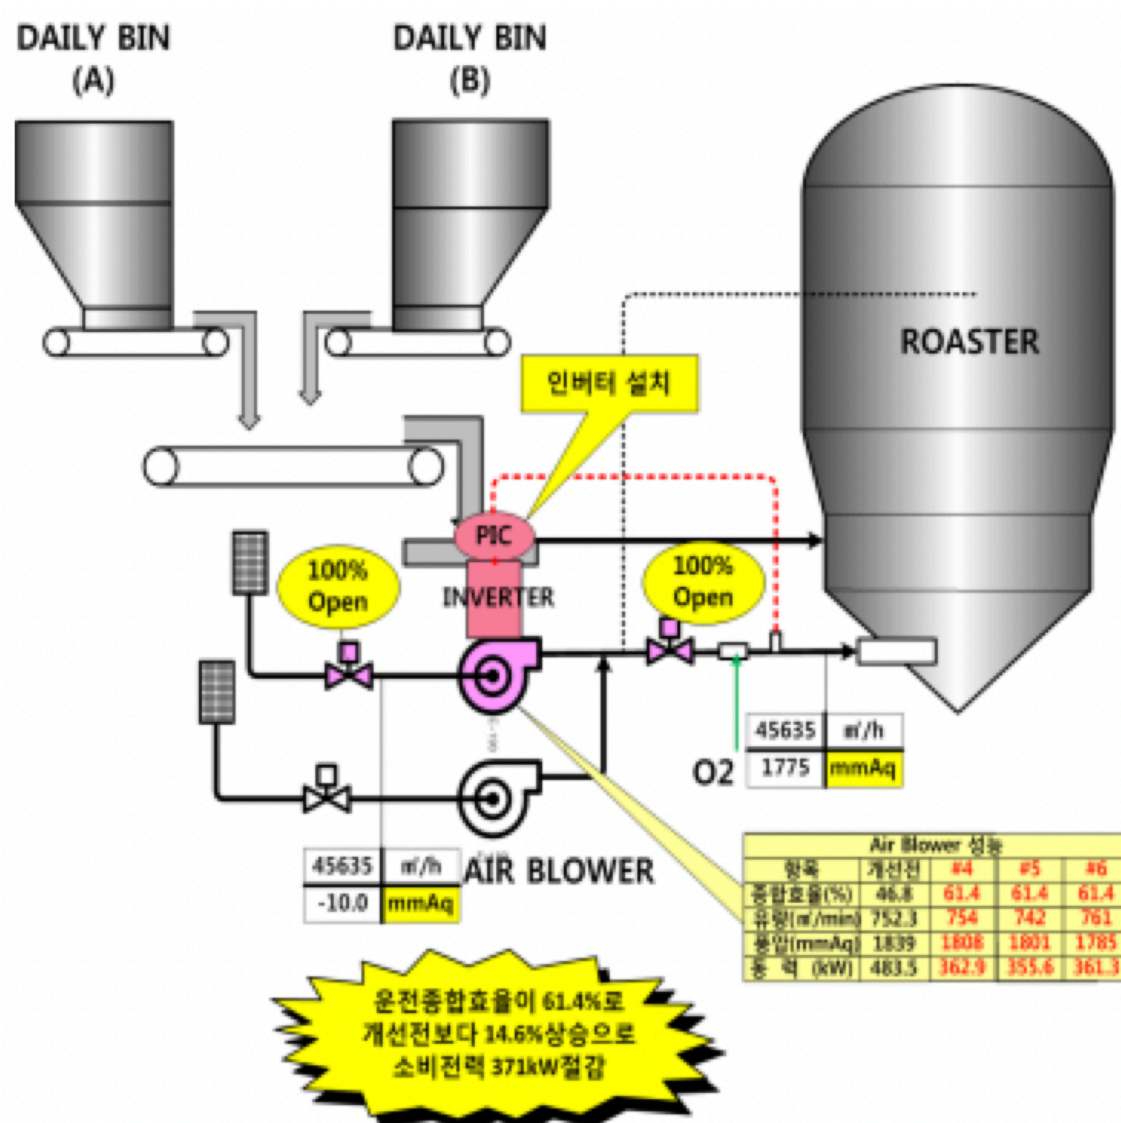 DAILY BIN
(A)
DAILY BIN
(B)
ROASTER
인버터 설치
PIC
INVERTER
100%
Open
100%
Open
O2
45635 ㎥/h
1775 mmAq
45635 ㎥/h
-10.0 mmAq
AIR BLOWER
Air Blower 성능
항목 개선전 #4 #5 #6
종합효율(%) 46.8 61.4 61.4 61.4
유량(㎥/min) 752.3 754 742 761
풍압(mmAq) 1839 1808 1801 1785
동 력 (kW) 483.5 362.9 355.6 361.3
운전종합효율이 61.4%로
개선전보다 14.6%상승으로
소비전력 371kW절감